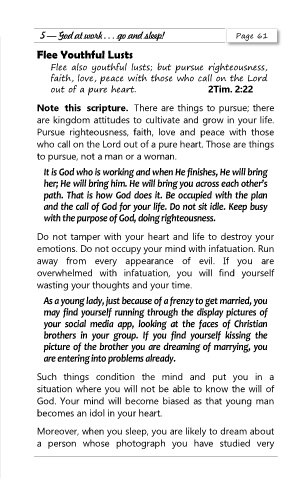 5 — God at work . . . go and sleep!
Page 61
Flee Youthful Lusts
Flee also youthful lusts; but pursue righteousness,
faith, love, peace with those who call on the Lord
out of a pure heart. 2Tim. 2:22
Note this scripture. There are things to pursue; there
are kingdom attitudes to cultivate and grow in your life.
Pursue righteousness, faith, love and peace with those
who call on the Lord out of a pure heart. Those are things
to pursue, not a man or a woman.
It is God who is working and when He finishes, He will bring
her; He will bring him. He will bring you across each other's
path. That is how God does it. Be occupied with the plan
and the call of God for your life. Do not sit idle. Keep busy
with the purpose of God, doing righteousness.
Do not tamper with your heart and life to destroy your
emotions. Do not occupy your mind with infatuation. Run
away from every appearance of evil. If you are
overwhelmed with infatuation, you will find yourself
wasting your thoughts and your time.
As a young lady, just because of a frenzy to get married, you
may find yourself running through the display pictures of
your social media app, looking at the faces of Christian
brothers in your group. If you find yourself kissing the
picture of the brother you are dreaming of marrying, you
are entering into problems already.
Such things condition the mind and put you in a
situation where you will not be able to know the will of
God. Your mind will become biased as that young man
becomes an idol in your heart.
Moreover, when you sleep, you are likely to dream about
a person whose photograph you have studied very